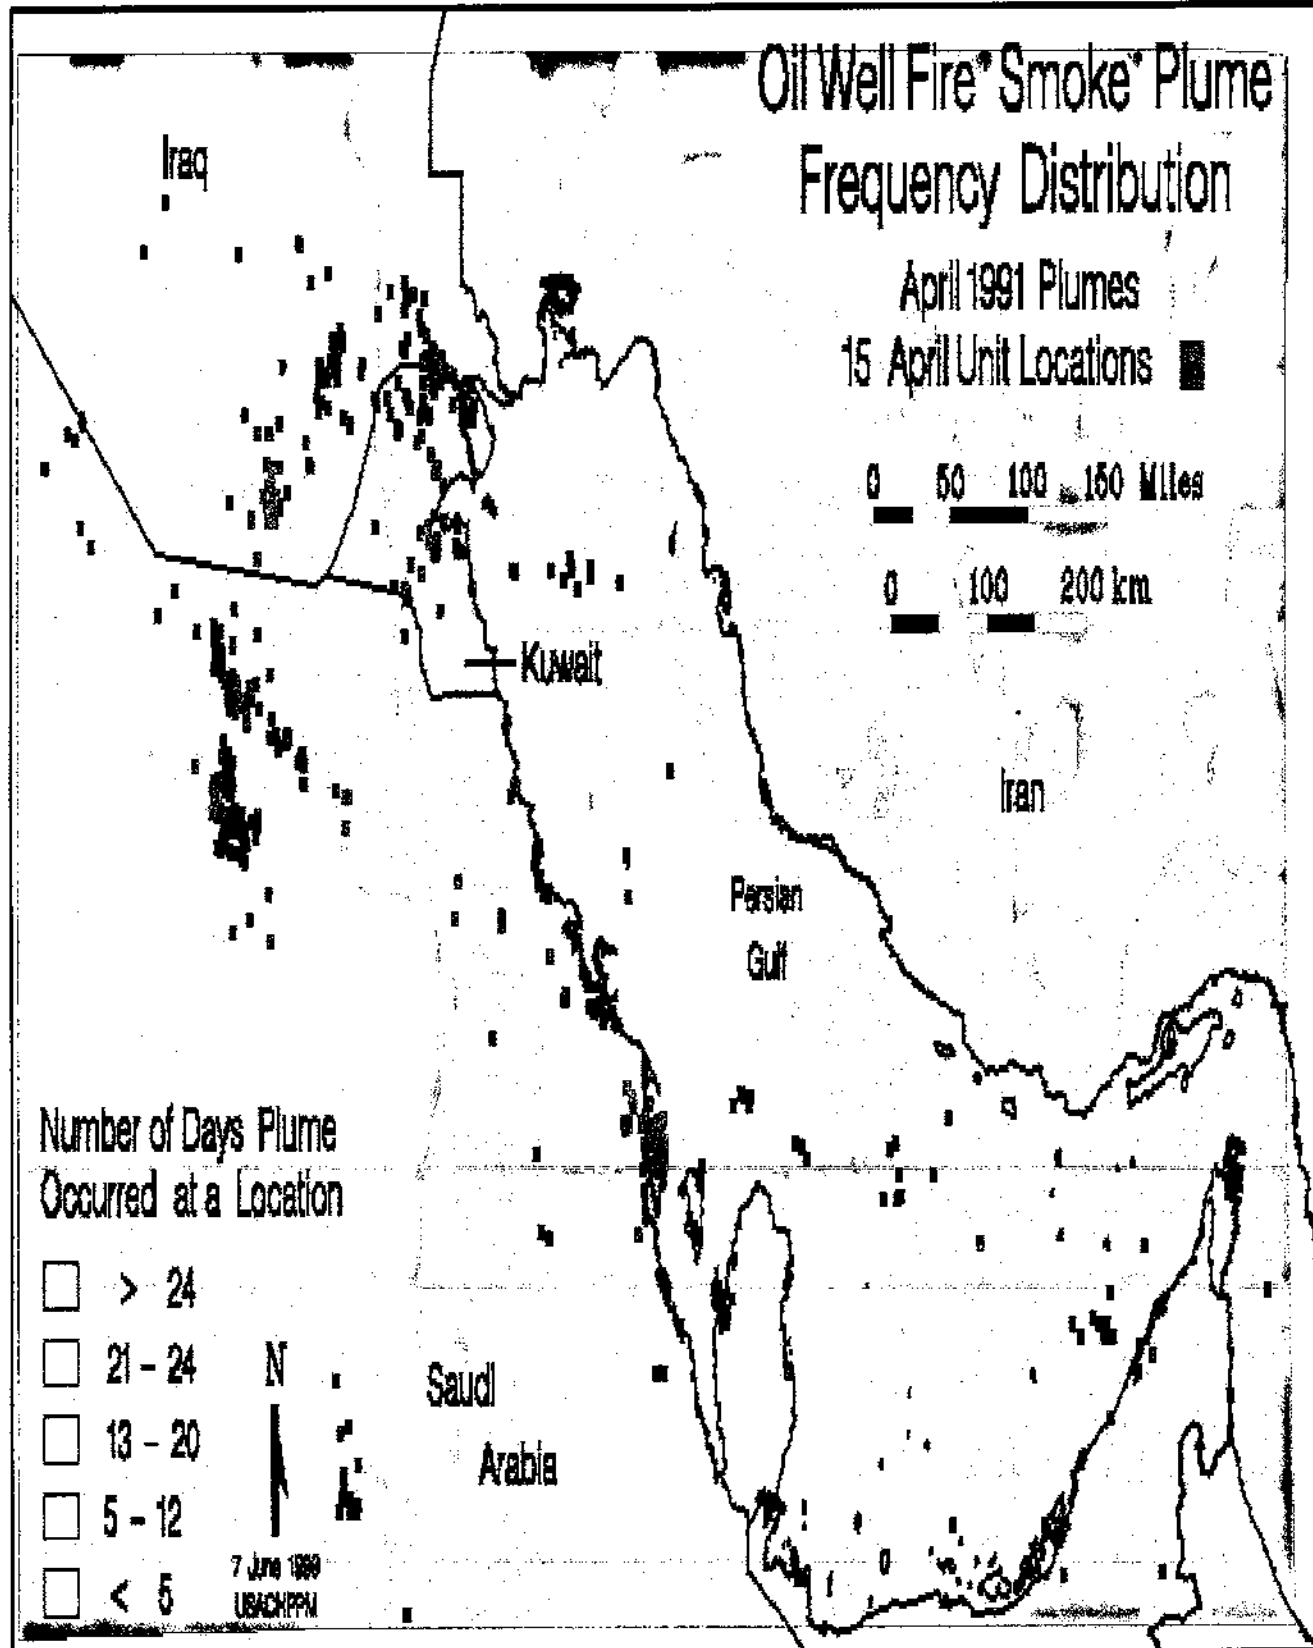 Oil Well Fire "Smoke" Plume
Frequency Distribution
April 1991 Plumes
15 April Unit Locations
0 50 100 150 Miles
0 100 200 km
Iraq
Kuwait
Iran
Persian
Gulf
Number of Days Plume
Occurred at a Location
> 24
21 - 24
13 - 20
5 - 12
< 5
N
Saudi
Arabia
7 June
USACHPPM